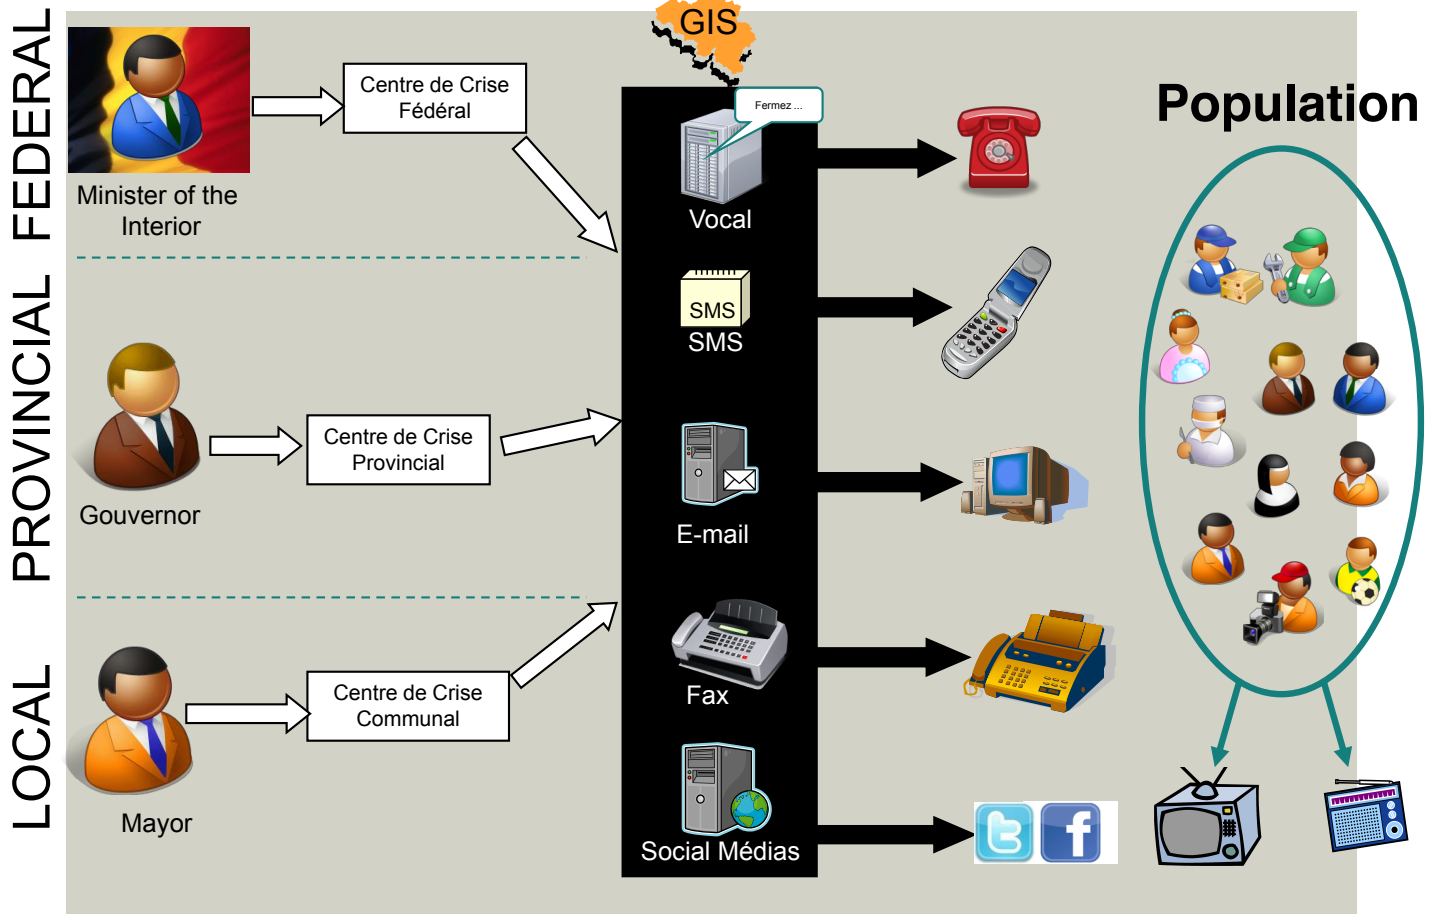 FEDERAL
PROVINCIAL
LOCAL
Minister of the
Interior
Centre de Crise
Fédéral
Gouvernor
Centre de Crise
Provincial
Mayor
Centre de Crise
Communal
GIS
Fermez ...
Vocal
SMS
SMS
E-mail
Fax
Social Médias
t
f
Population